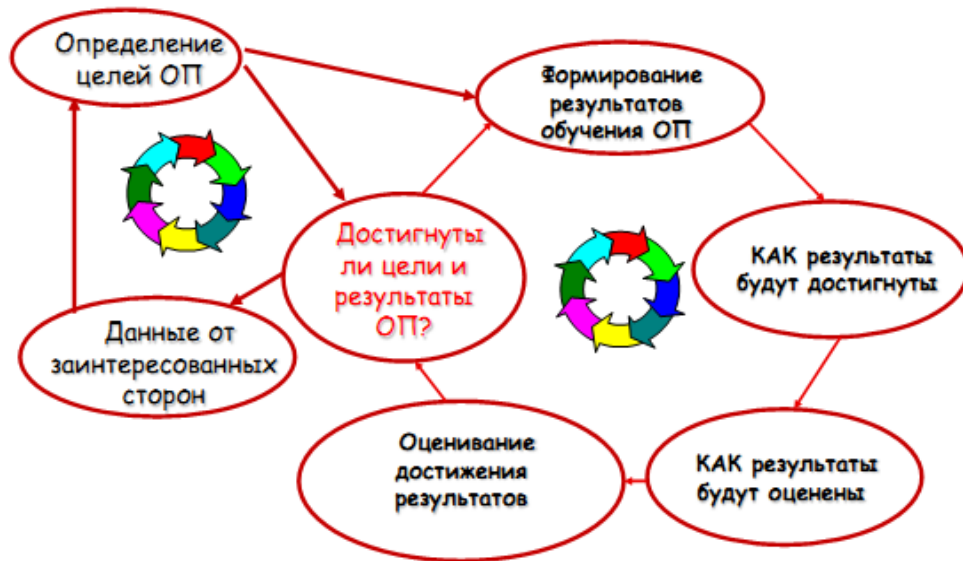 Определение
целей ОП
Формирование
результатов
обучения ОП
Достигнуты
ли цели и
результаты
ОП?
КАК результаты
будут достигнуты
Данные от
заинтересованных
сторон
Оценивание
достижения
результатов
КАК результаты
будут оценены